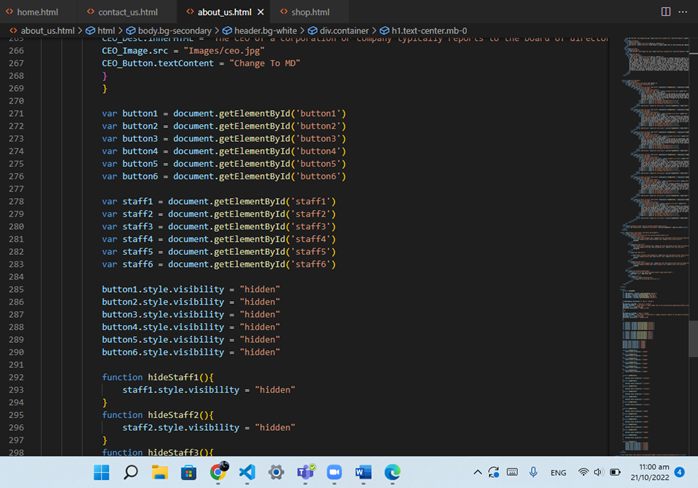 home.html contact_us.html about_us.html shop.html
about_us.html > html > body.bg-secondary > header.bg-white > div.container > h1.text-center.mb-0
265 CEO_Desc.innerHTML = "The CEO of a corporation or company typically reports to the board of director
266 CEO_Image.src = "Images/ceo.jpg"
267 CEO_Button.textContent = "Change To MD"
268 }
269 }
270
271 var button1 = document.getElementById('button1')
272 var button2 = document.getElementById('button2')
273 var button3 = document.getElementById('button3')
274 var button4 = document.getElementById('button4')
275 var button5 = document.getElementById('button5')
276 var button6 = document.getElementById('button6')
277
278 var staff1 = document.getElementById('staff1')
279 var staff2 = document.getElementById('staff2')
280 var staff3 = document.getElementById('staff3')
281 var staff4 = document.getElementById('staff4')
282 var staff5 = document.getElementById('staff5')
283 var staff6 = document.getElementById('staff6')
284
285 button1.style.visibility = "hidden"
286 button2.style.visibility = "hidden"
287 button3.style.visibility = "hidden"
288 button4.style.visibility = "hidden"
289 button5.style.visibility = "hidden"
290 button6.style.visibility = "hidden"
291
292 function hideStaff1(){
293 staff1.style.visibility = "hidden"
294 }
295 function hideStaff2(){
296 staff2.style.visibility = "hidden"
297 }
298 function hideStaff3(){
ENG 11:00 am 4
21/10/2022